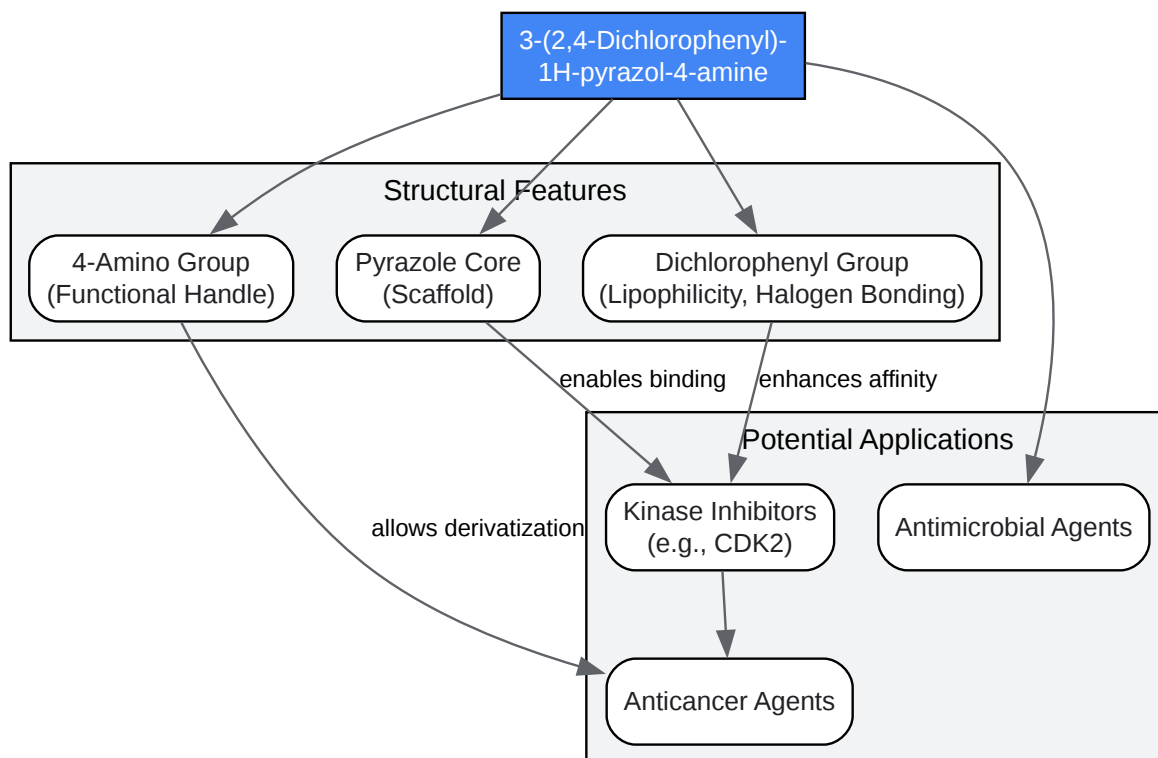 3-(2,4-Dichlorophenyl)-
1H-pyrazol-4-amine
Structural Features
4-Amino Group
(Functional Handle)
Pyrazole Core
(Scaffold)
Dichlorophenyl Group
(Lipophilicity, Halogen Bonding)
enables binding
enhances affinity
Potential Applications
allows derivatization
Kinase Inhibitors
(e.g., CDK2)
Antimicrobial Agents
Anticancer Agents